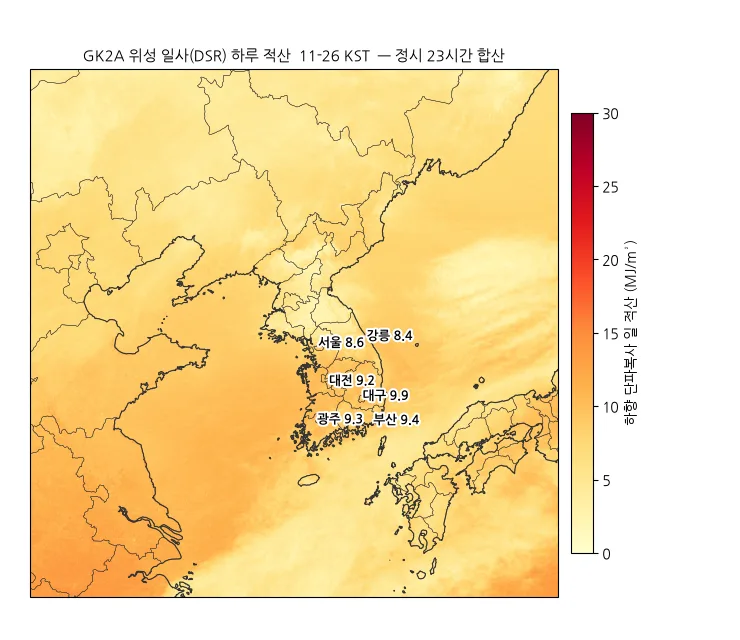 GK2A 위성 일사(DSR) 하루 적산 11-26 KST — 정시 23시간 합산
30
25
20
15
10
5
0
하향 단파복사 일 적산 (MJ/m²)
서울 8.6
강릉 8.4
대전 9.2
대구 9.9
광주 9.3
부산 9.4